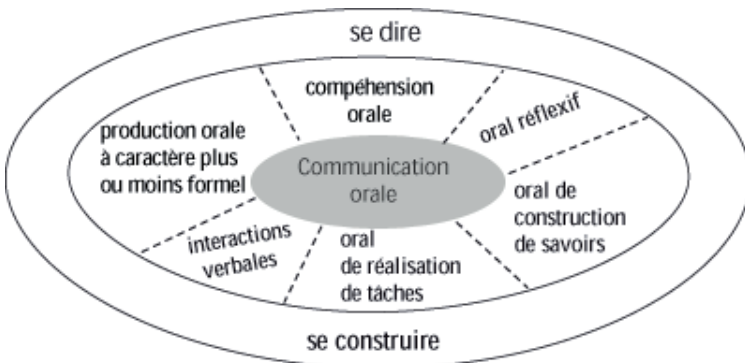 se dire
compéhension
orale
oral réflexif
production orale
à caractère plus
ou moins formel
Communication
orale
oral de
construction
de savoirs
interactions
verbales
oral
de réalisation
de tâches
se construire